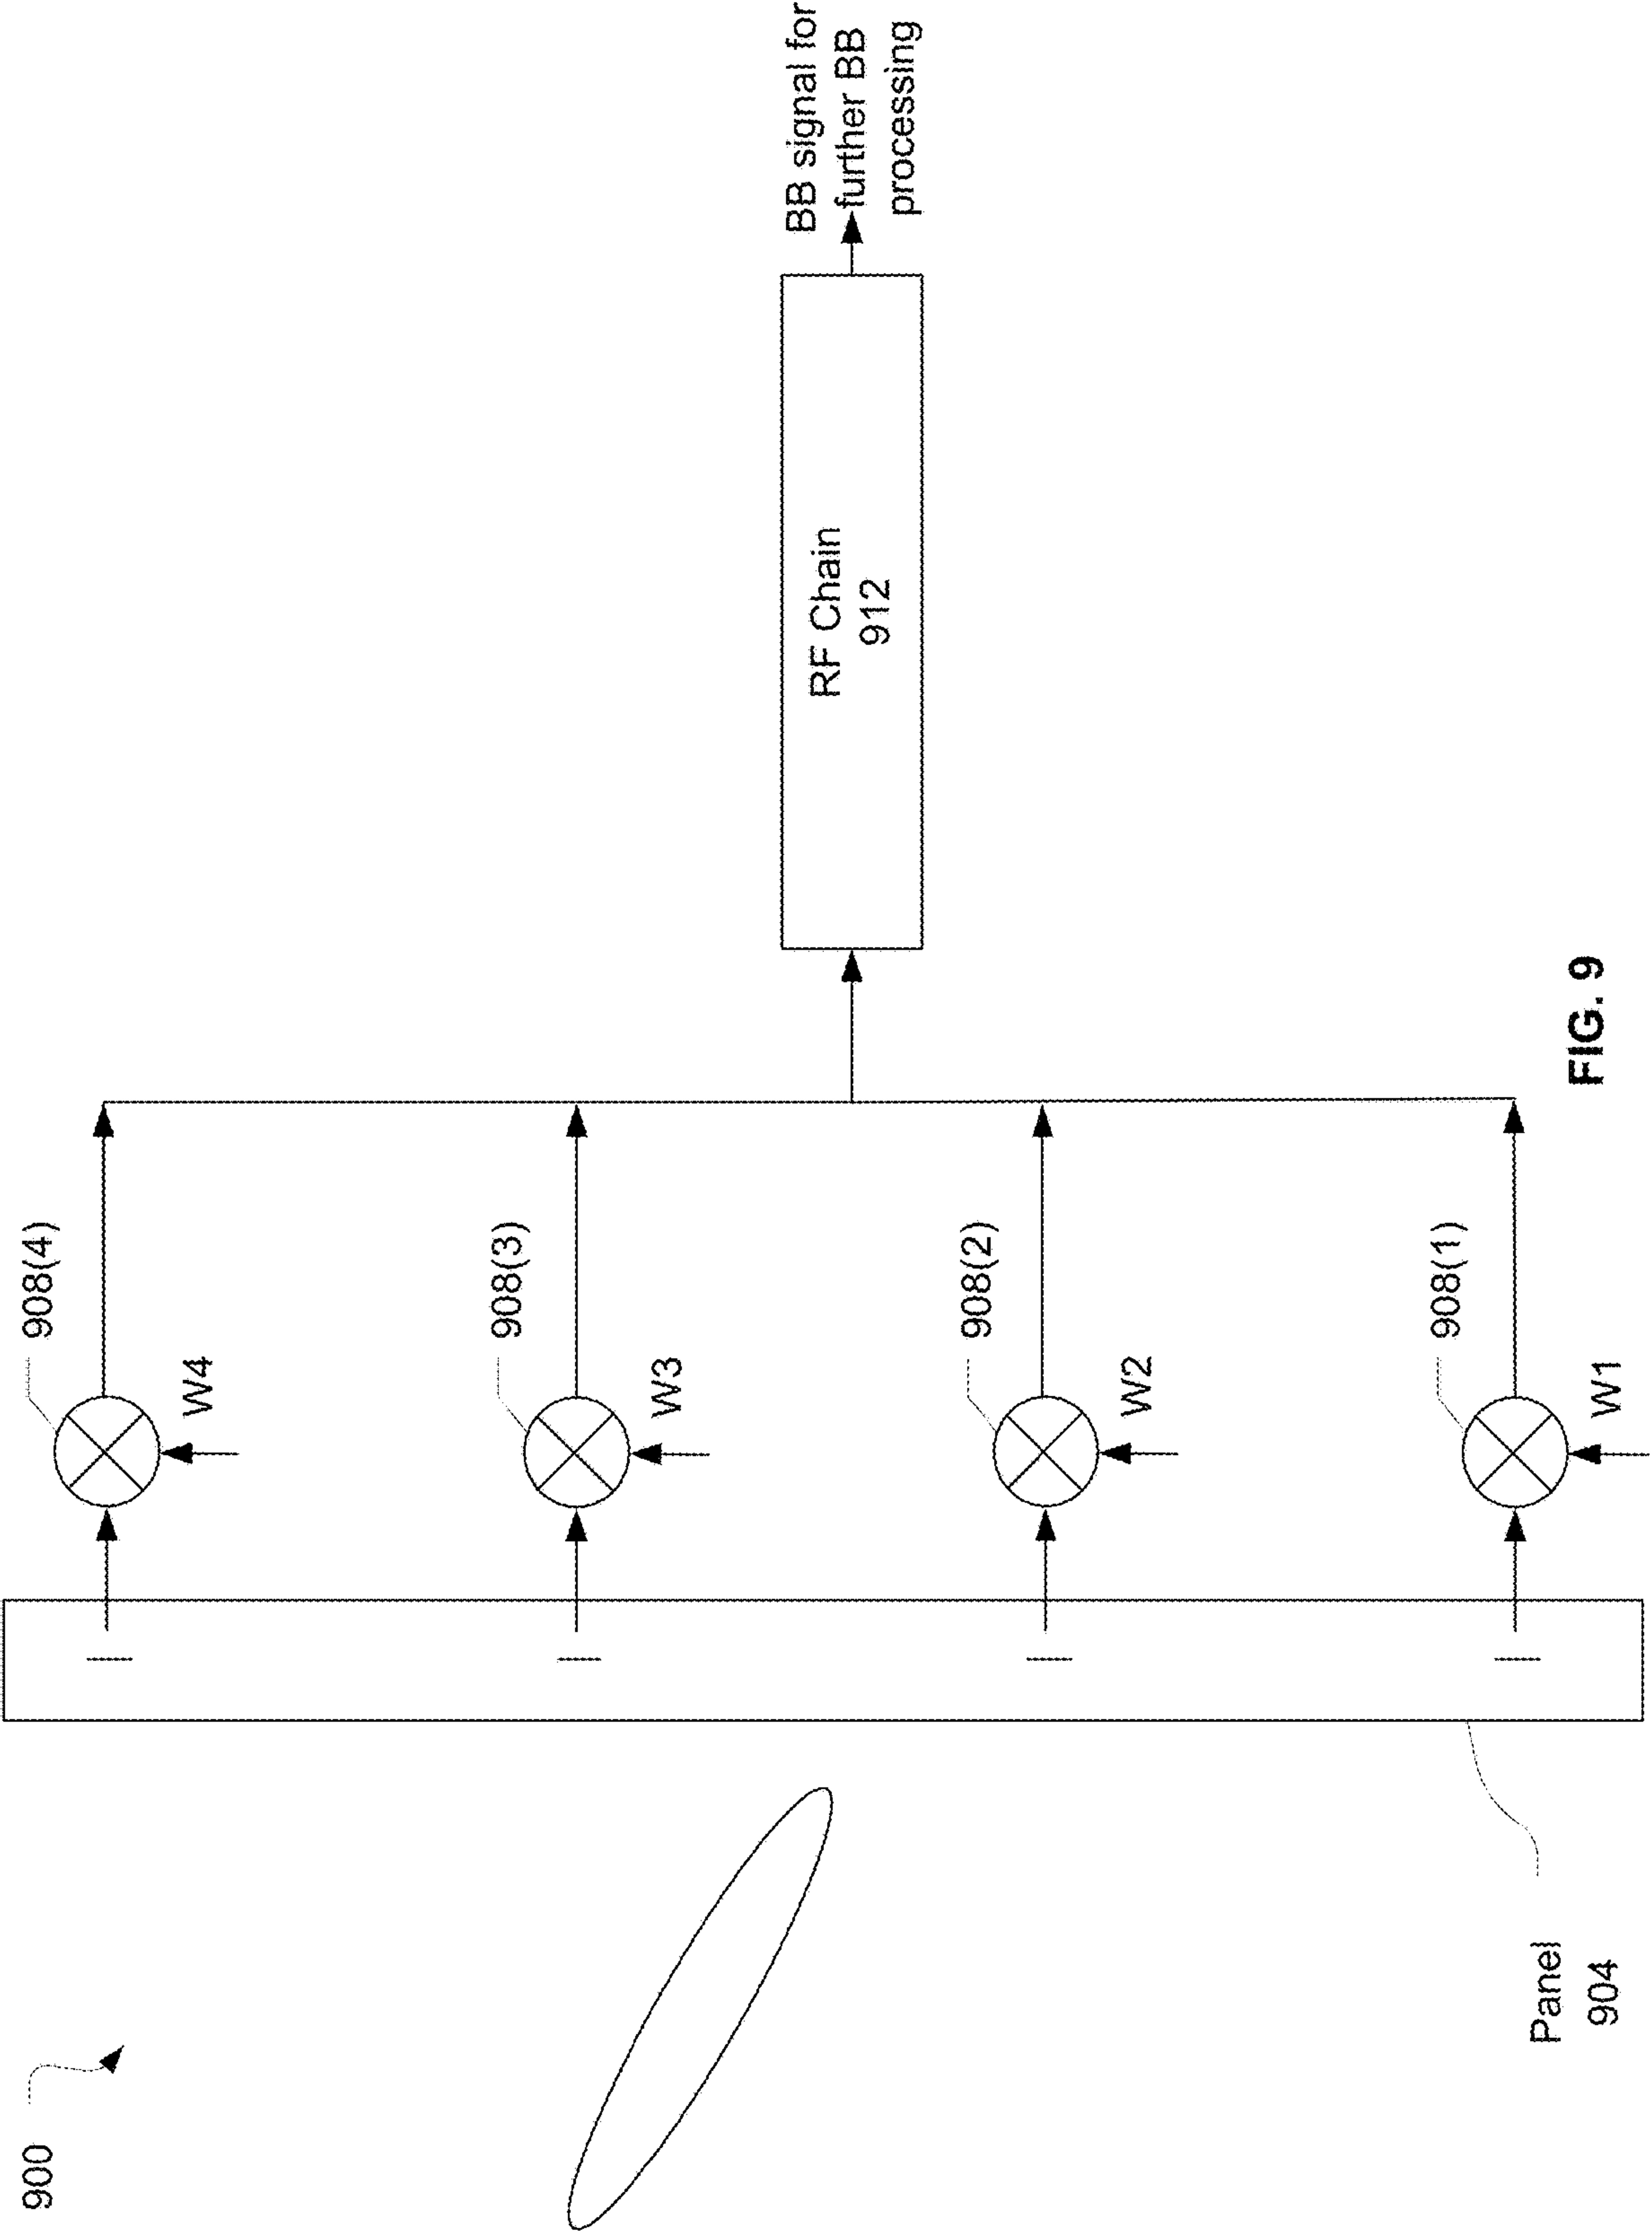 900
908(4)
W4
908(3)
W3
908(2)
W2
908(1)
W1
Panel
904
RF Chain
912
BB signal for
further BB
processing
FIG. 9